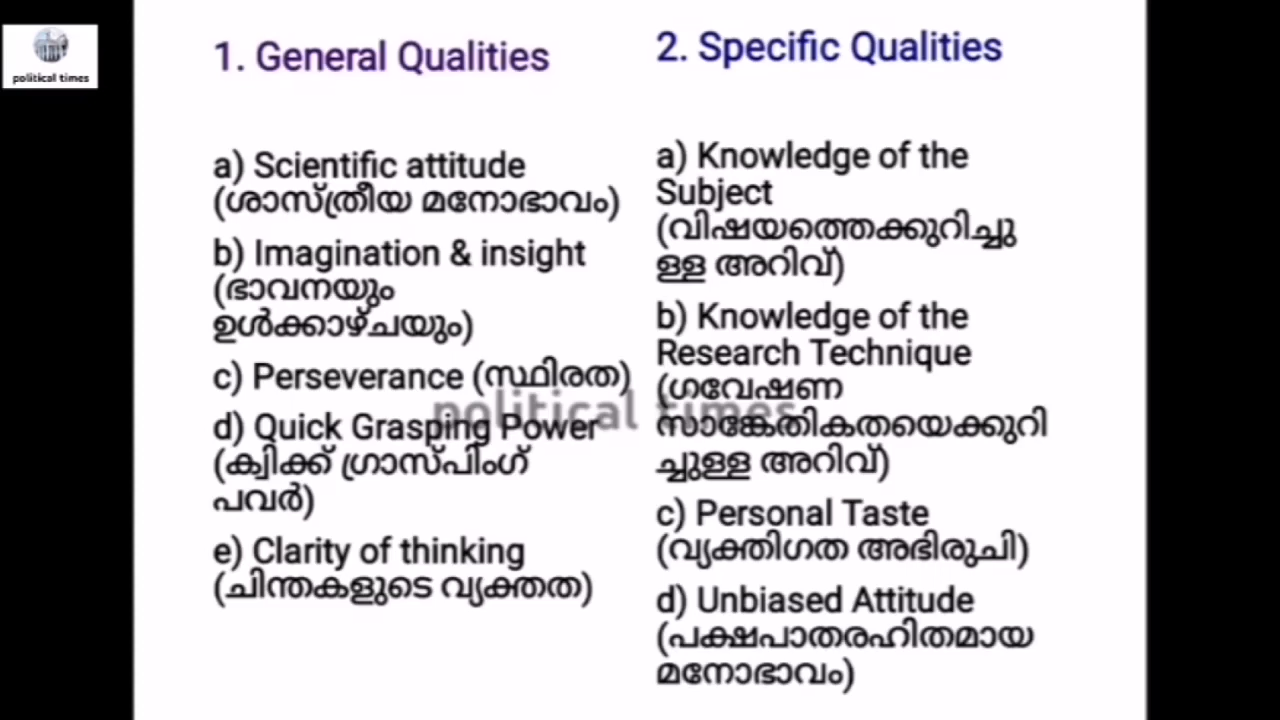 political times
1. General Qualities
a) Scientific attitude
(ശാസ്ത്രീയ മനോഭാവം)
b) Imagination & insight
(ഭാവനയും
ഉൾക്കാഴ്ചയും)
c) Perseverance (സ്ഥിരത)
d) Quick Grasping Power
(ക്വിക്ക് ഗ്രാസ്പിംഗ്
പവർ)
e) Clarity of thinking
(ചിന്തകളുടെ വ്യക്തത)
2. Specific Qualities
a) Knowledge of the
Subject
(വിഷയത്തെക്കുറിച്ചു
ള്ള അറിവ്)
b) Knowledge of the
Research Technique
(ഗവേഷണ
സാങ്കേതികതയെക്കുറി
ച്ചുള്ള അറിവ്)
c) Personal Taste
(വ്യക്തിഗത അഭിരുചി)
d) Unbiased Attitude
(പക്ഷപാതരഹിതമായ
മനോഭാവം)
political times